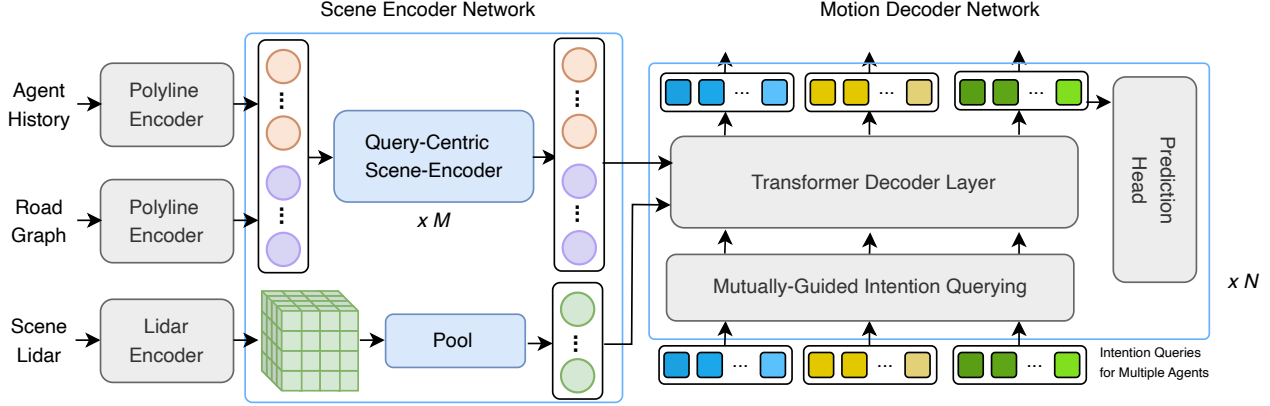 Scene Encoder Network
Motion Decoder Network
Agent
History
Polyline
Encoder
Query-Centric
Scene-Encoder
x M
Road
Graph
Polyline
Encoder
Scene
Lidar
Lidar
Encoder
Pool
...
...
...
Transformer Decoder Layer
Prediction
Head
Mutually-Guided Intention Querying
x N
...
...
...
Intention Queries
for Multiple Agents